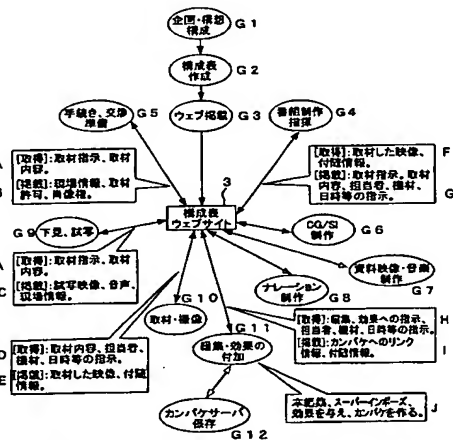 企画・構想
構成
G1
構成表
作成
G2
手続き、交渉
準備
G5
ウェブ掲載
G3
番組制作
指揮
G4
[取得]:取材指示、取材
内容。
[掲載]:現場情報、取材
許可、肖像権。
[取得]:取材した映像、
付随情報。
[掲載]:取材指示。取材
内容、担当者、機材、
日時等の指示。
F
G
3
構成表
ウェブサイト
G9
下見、試写
CG/SI
制作
G6
A
C
[取得]:取材指示、取材
内容。
[掲載]:試写映像、音声、
現場情報。
資料映像・音楽
制作
G7
ナレーション
制作
G8
G10
取材・撮像
G11
編集・効果の
付加
[取得]:編集、効果への指示、
担当者、機材、日時等の指示。
[掲載]:カンパケへのリンク
情報、付随情報。
H
I
D
E
[取得]:取材内容、担当者、
機材、日時等の指示。
[掲載]:取材した映像、付随
情報。
本編集、スーパーインポーズ、
効果を与え、カンパケを作る。
J
カンパケサーバ
保存
G12